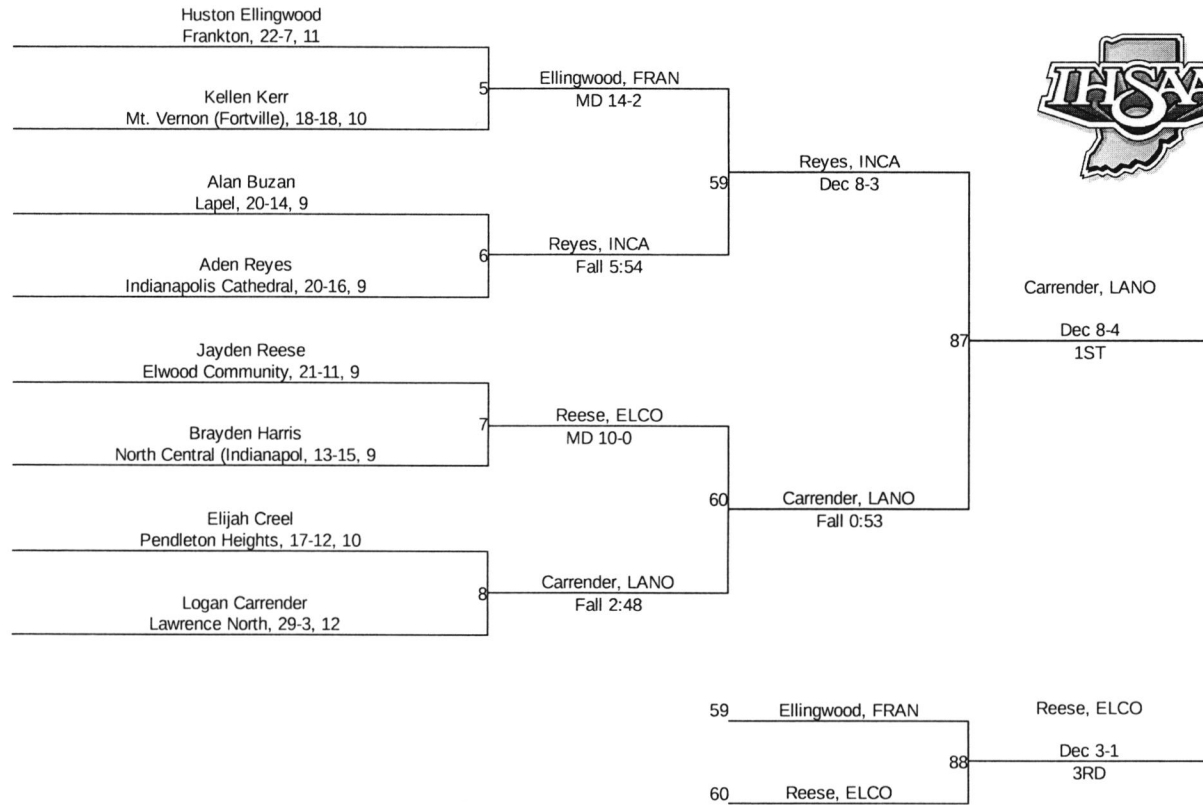 Huston Ellingwood
Frankton, 22-7, 11
5
Ellingwood, FRAN
MD 14-2
Kellen Kerr
Mt. Vernon (Fortville), 18-18, 10
IHSAA
59
Reyes, INCA
Dec 8-3
Alan Buzan
Lapel, 20-14, 9
6
Reyes, INCA
Fall 5:54
Aden Reyes
Indianapolis Cathedral, 20-16, 9
87
Carrender, LANO
Dec 8-4
1ST
Jayden Reese
Elwood Community, 21-11, 9
7
Reese, ELCO
MD 10-0
Brayden Harris
North Central (Indianapol, 13-15, 9
60
Carrender, LANO
Fall 0:53
Elijah Creel
Pendleton Heights, 17-12, 10
8
Carrender, LANO
Fall 2:48
Logan Carrender
Lawrence North, 29-3, 12
59
Ellingwood, FRAN
Reese, ELCO
88
Dec 3-1
3RD
60
Reese, ELCO